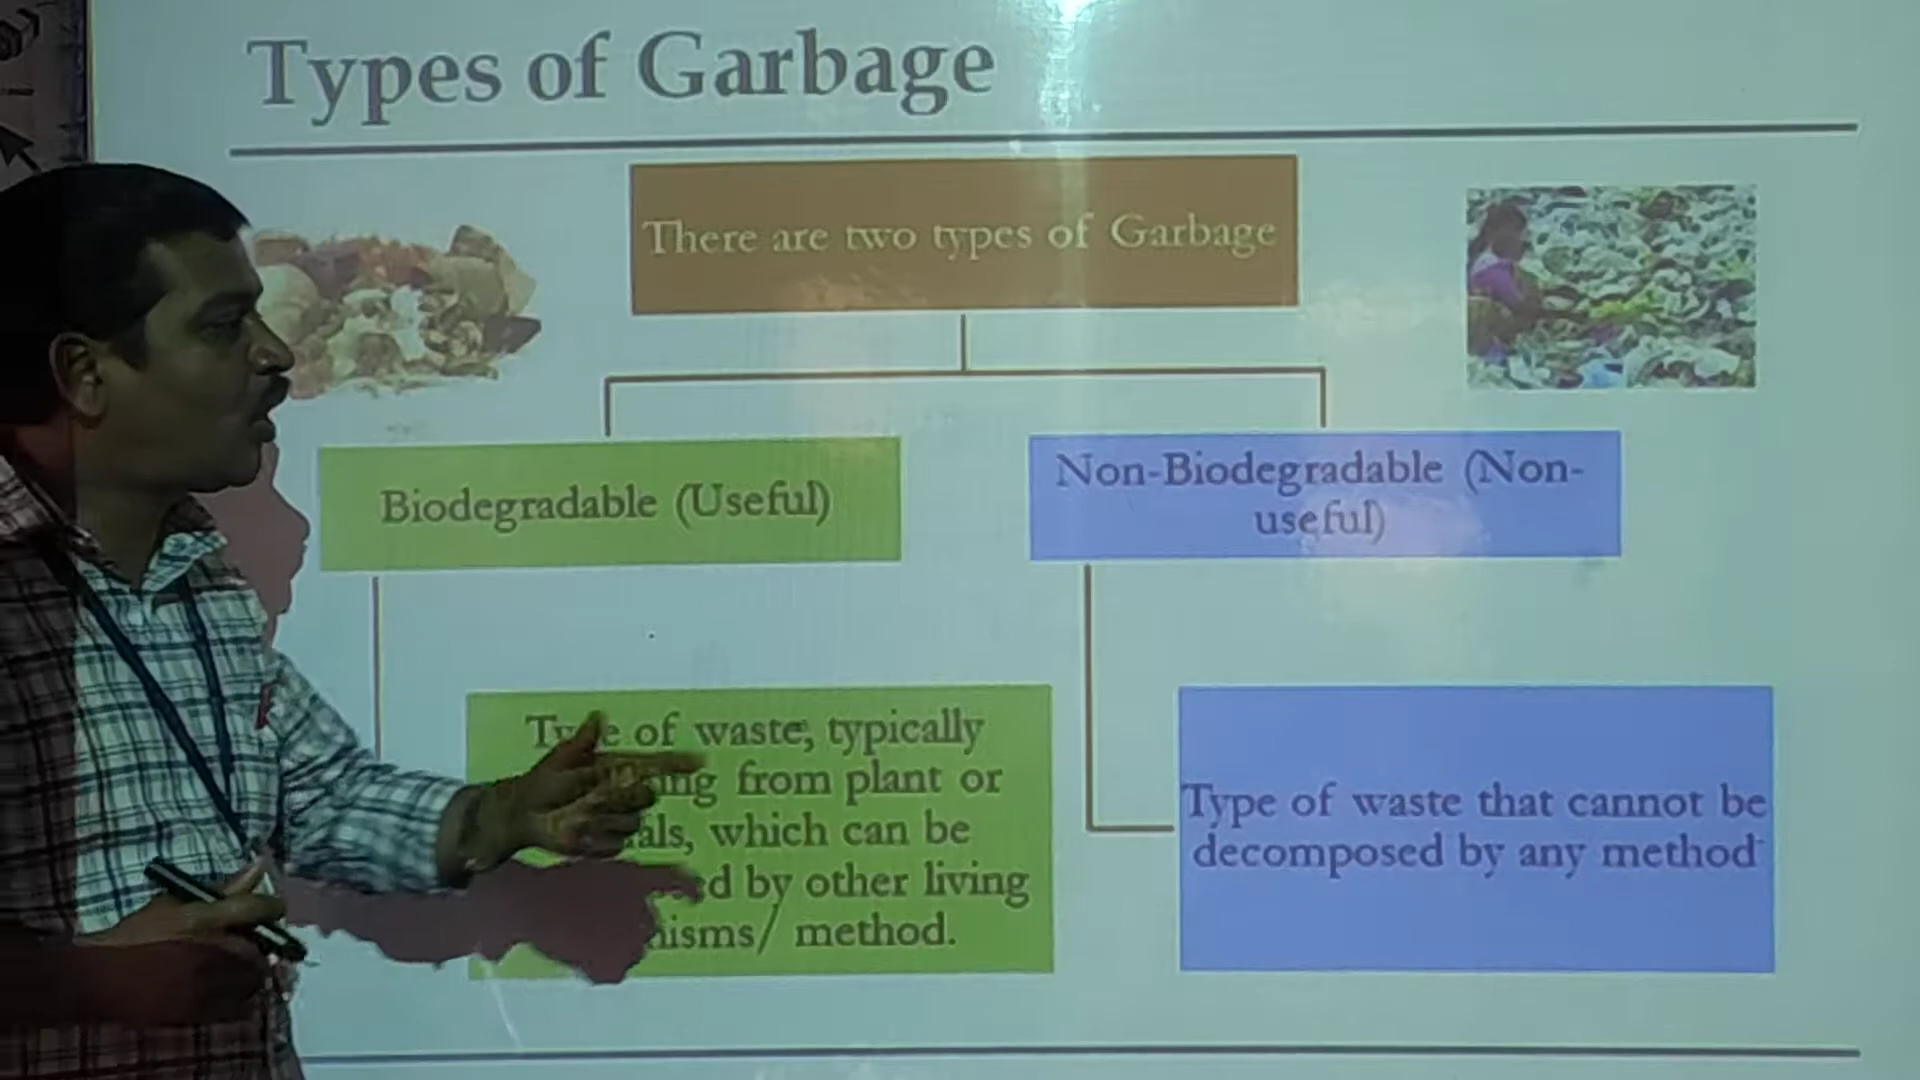 Types of Garbage
There are two types of Garbage
Biodegradable (Useful)
Non-Biodegradable (Non-
useful)
of waste, typically
from plant or
which can be
by other living
method.
Type of waste that cannot be
decomposed by any method